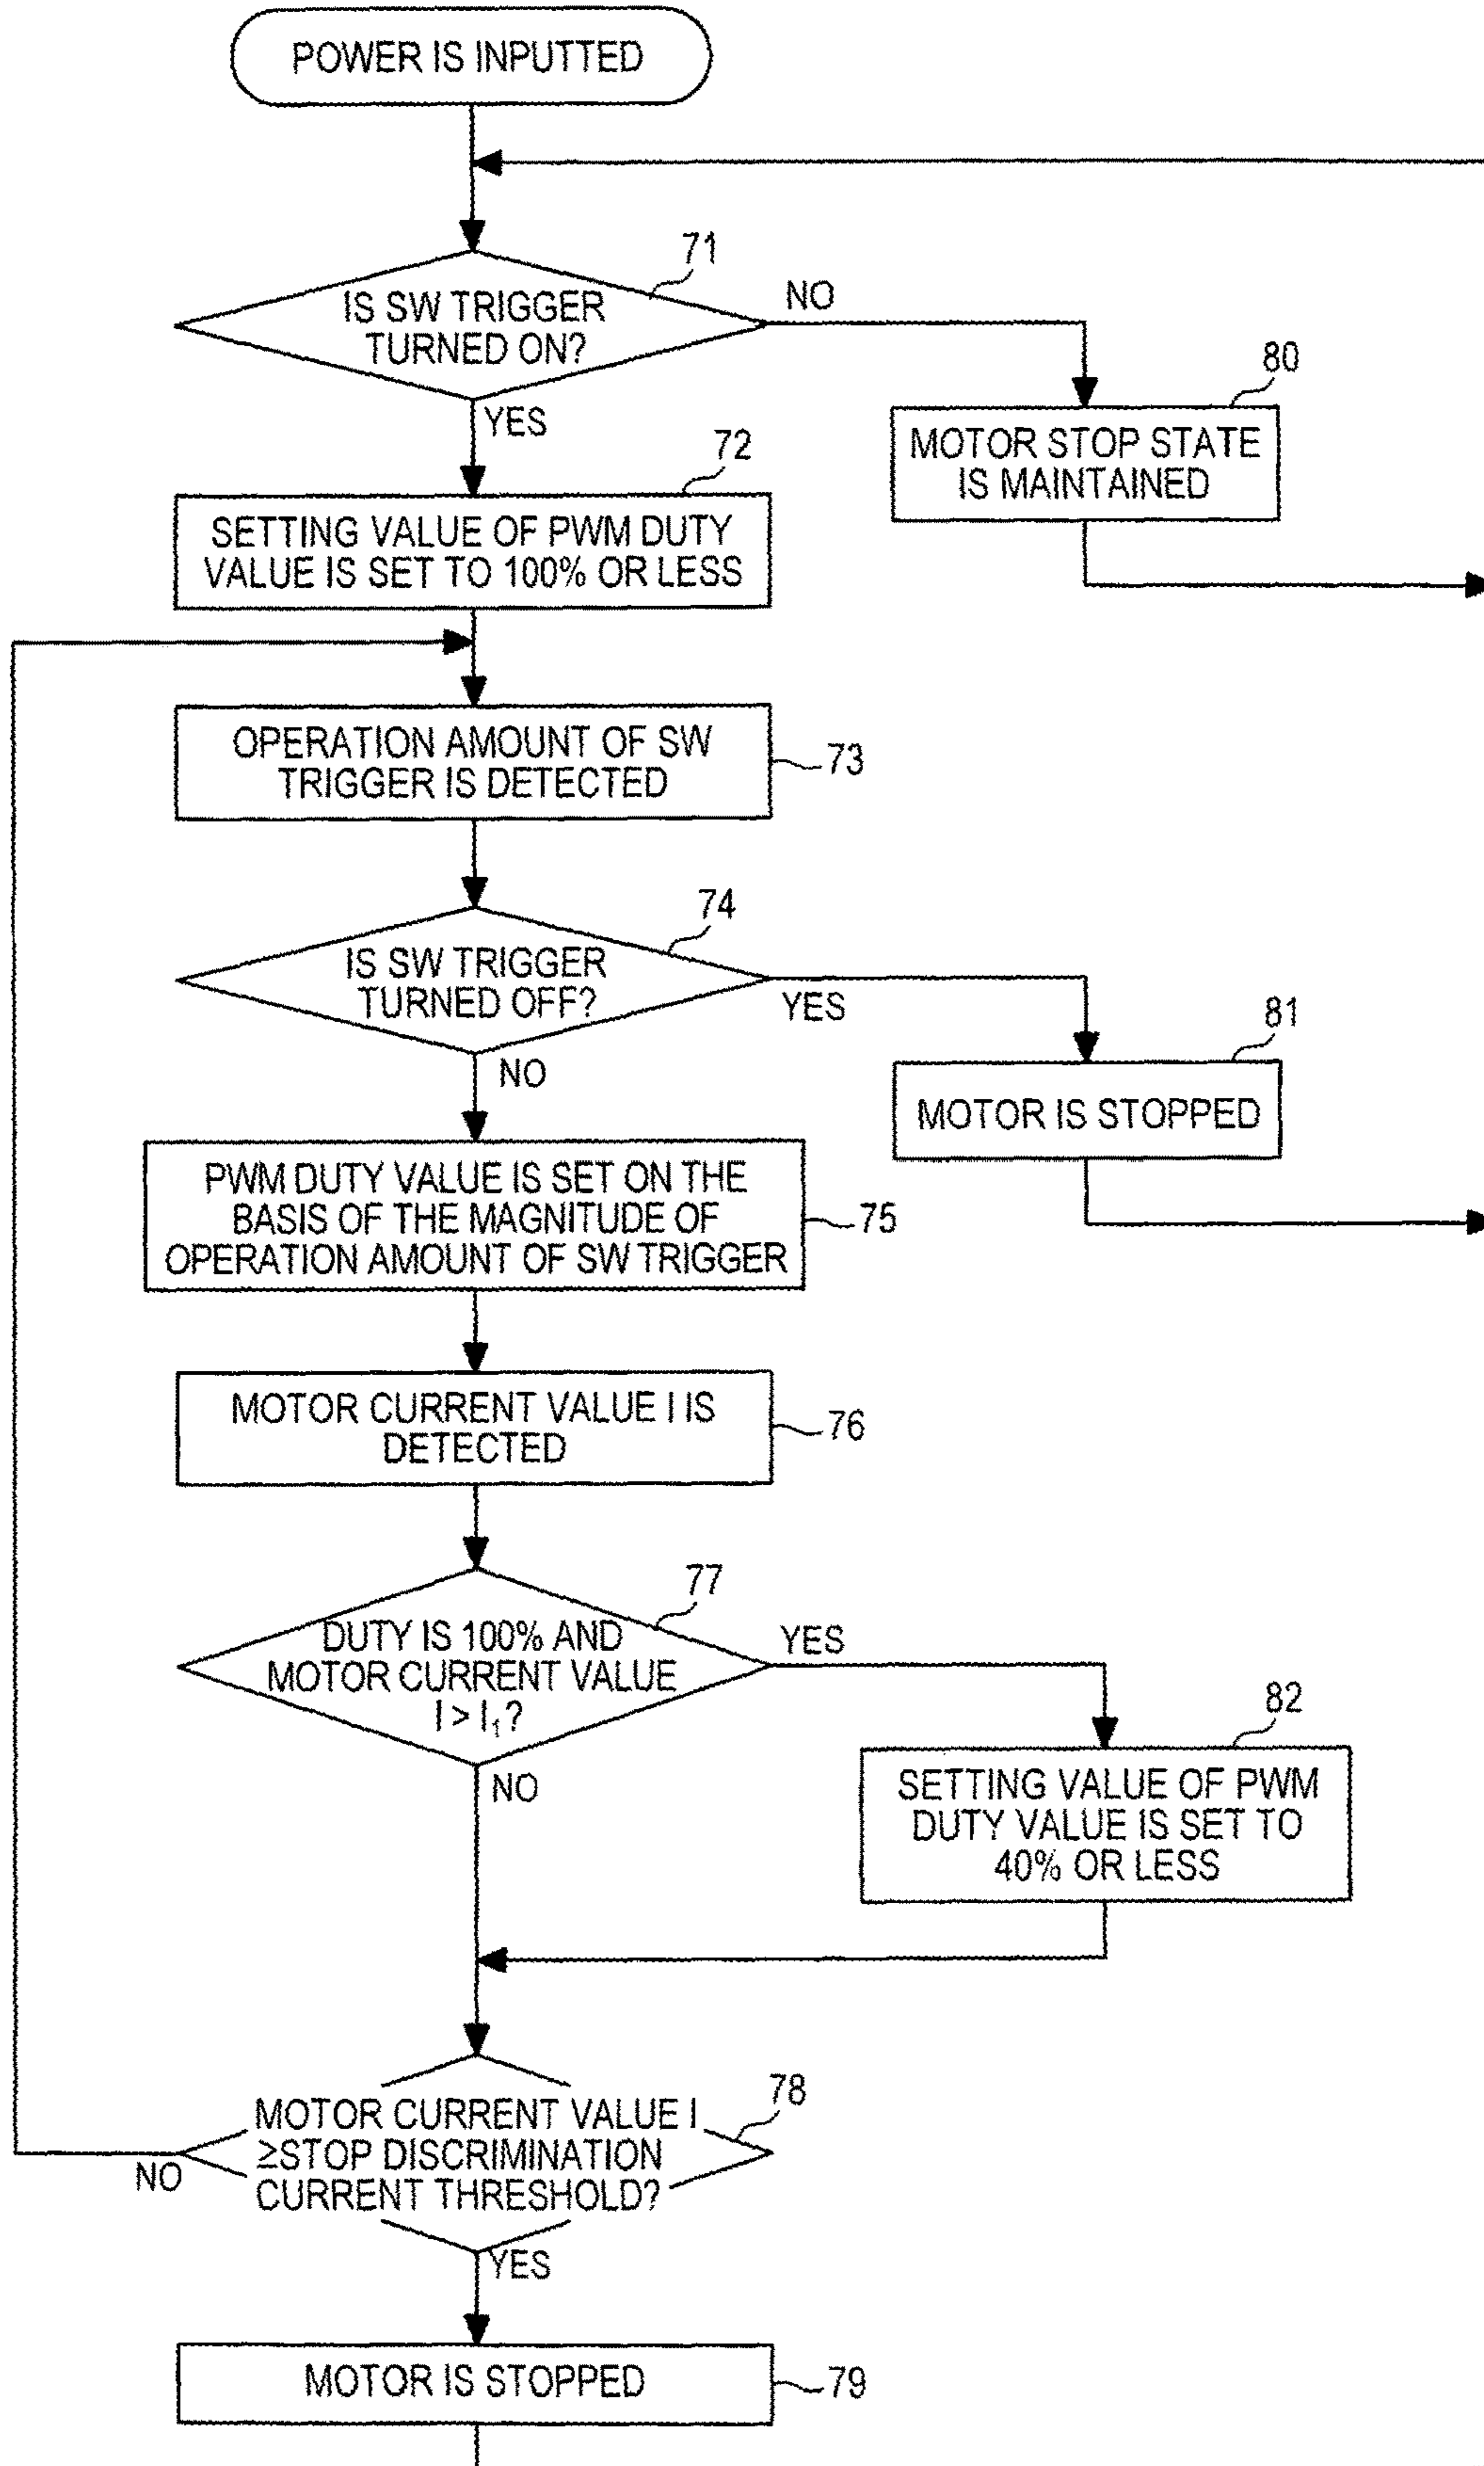 POWER IS INPUTTED
71
IS SW TRIGGER
TURNED ON?
NO
YES
80
MOTOR STOP STATE
IS MAINTAINED
72
SETTING VALUE OF PWM DUTY
VALUE IS SET TO 100% OR LESS
OPERATION AMOUNT OF SW
TRIGGER IS DETECTED
73
74
IS SW TRIGGER
TURNED OFF?
YES
NO
81
MOTOR IS STOPPED
PWM DUTY VALUE IS SET ON THE
BASIS OF THE MAGNITUDE OF
OPERATION AMOUNT OF SW TRIGGER
75
MOTOR CURRENT VALUE I IS
DETECTED
76
77
DUTY IS 100% AND
MOTOR CURRENT VALUE
I > I₁?
YES
NO
82
SETTING VALUE OF PWM
DUTY VALUE IS SET TO
40% OR LESS
78
MOTOR CURRENT VALUE I
≥STOP DISCRIMINATION
CURRENT THRESHOLD?
NO
YES
MOTOR IS STOPPED
79